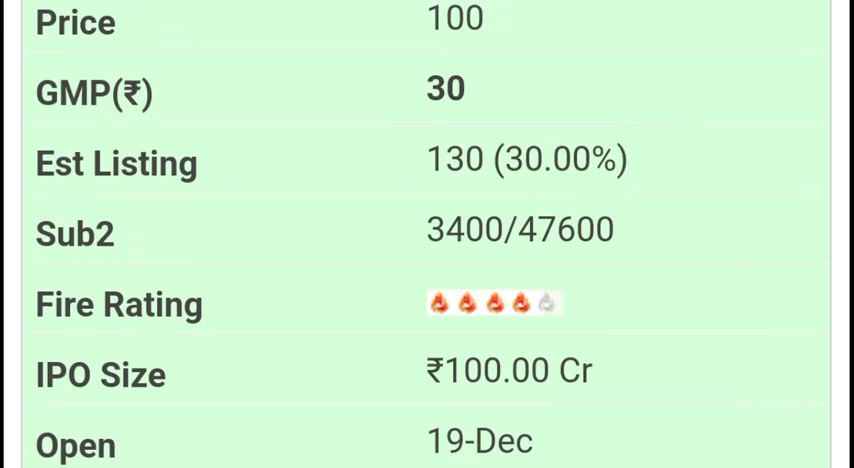 Price 100
GMP(₹) 30
Est Listing 130 (30.00%)
Sub2 3400/47600
Fire Rating
IPO Size ₹100.00 Cr
Open 19-Dec